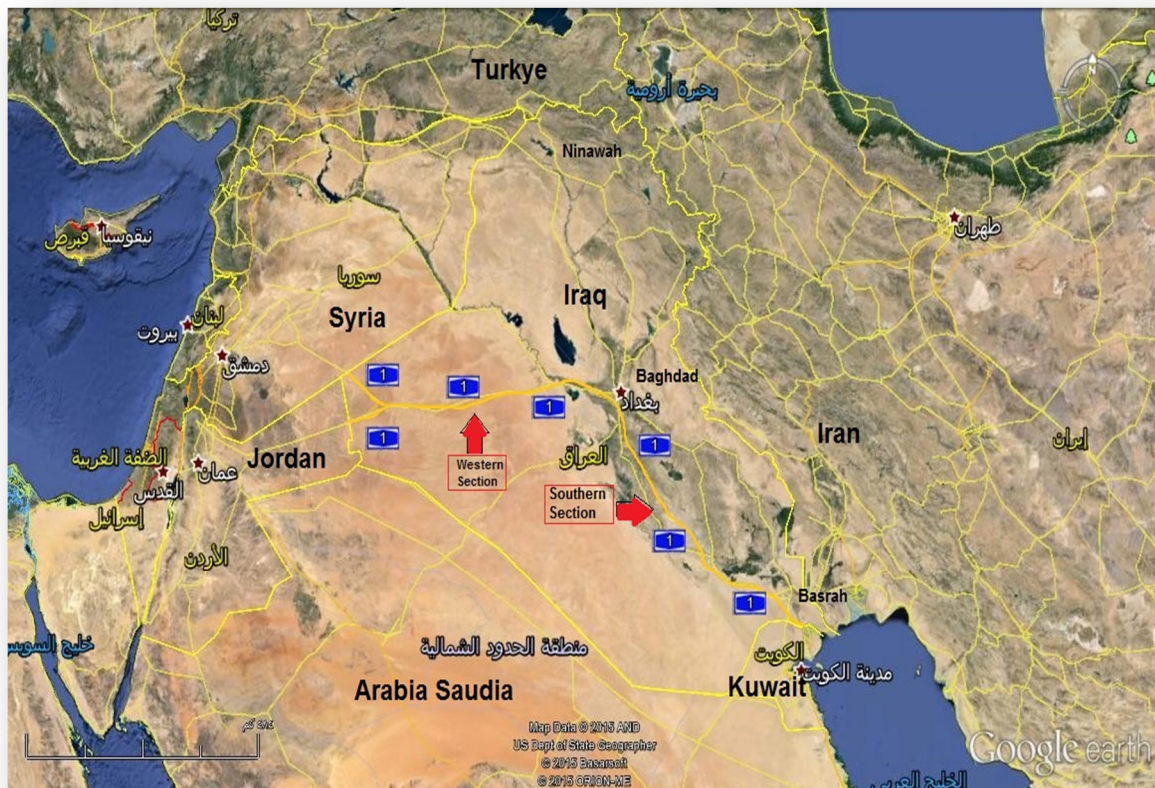 تركيا
Turkye
بحيرة أرومية
Ninawah
طهران
نيقوسيا
قبرص
سوريا
Iraq
Syria
لبنان
بيروت
دمشق
1
1
1
Baghdad
بغداد
1
Iran
إيران
1
العراق
Jordan
الضفة الغربية
عمان
القدس
Western
Section
Southern
Section
إسرائيل
1
الأردن
Basrah
1
خليج السويس
منطقة الحدود الشمالية
الكويت
مدينة الكويت
Kuwait
Arabia Saudia
Map Data © 2015 AND
US Dept of State Geographer
© 2015 Basarsoft
© 2015 ORION-ME
Google earth
الخليج العربي
N